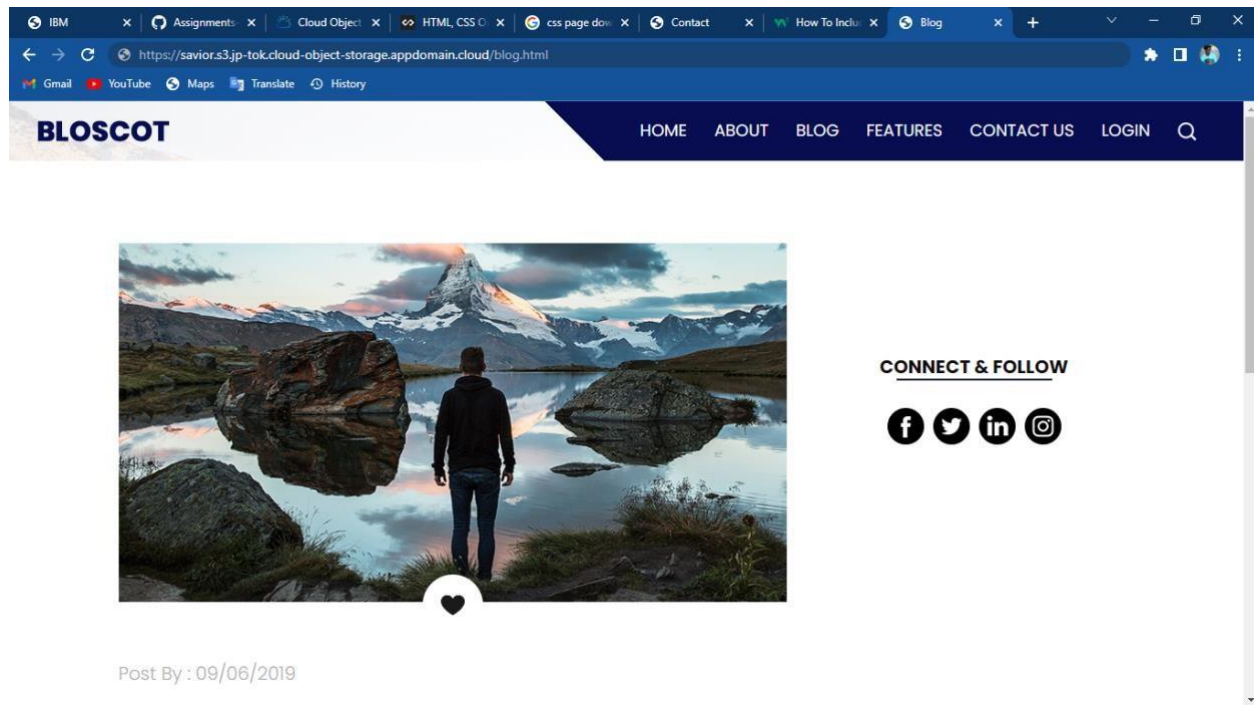 IBM
Assignments-
Cloud Object
HTML, CSS O
css page dow
Contact
How To Inclu
Blog
https://savior.s3.jp-tok.cloud-object-storage.appdomain.cloud/blog.html
Gmail
YouTube
Maps
Translate
History
BLOSCOT
HOME ABOUT BLOG FEATURES CONTACT US LOGIN
CONNECT & FOLLOW
Post By : 09/06/2019